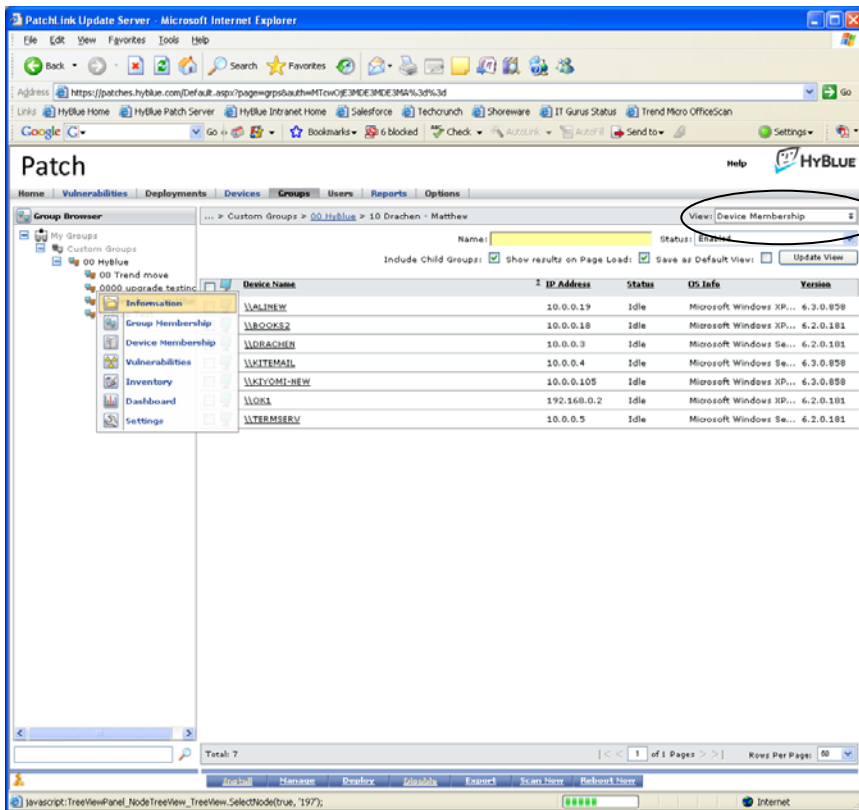 PatchLink Update Server - Microsoft Internet Explorer
File Edit View Favorites Tools Help
Back Search Favorites
Address https://patches.hyblue.com/Default.aspx?page=grps&auth=MTcwOjE3MDE3MDE3MA%3d%3d Go
Links HyBlue Home HyBlue Patch Server HyBlue Intranet Home Salesforce Techcrunch Shoreware IT Gurus Status Trend Micro OfficeScan
Google G Go Bookmarks 6 blocked Check AutoLink AutoFill Send to Settings
Patch Help HYBLUE
Home Vulnerabilities Deployments Devices Groups Users Reports Options
Group Browser ... > Custom Groups > 00 HyBlue > 10 Drachen - Matthew View: Device Membership
My Groups Name: Status: Enabled
Custom Groups Include Child Groups: Show results on Page Load: Save as Default View: Update View
00 HyBlue
00 Trend move
0000 upgrade testing Device Name IP Address Status OS Info Version
Information \\ALINEW 10.0.0.19 Idle Microsoft Windows XP... 6.3.0.858
Group Membership \\BOOKS2 10.0.0.18 Idle Microsoft Windows XP... 6.2.0.181
Device Membership \\DRACHEN 10.0.0.3 Idle Microsoft Windows Se... 6.2.0.181
Vulnerabilities \\KITEMAIL 10.0.0.4 Idle Microsoft Windows Se... 6.3.0.858
Inventory \\KIYOMI-NEW 10.0.0.105 Idle Microsoft Windows XP... 6.3.0.858
Dashboard \\OK1 192.168.0.2 Idle Microsoft Windows XP... 6.2.0.181
Settings \\TERMSERV 10.0.0.5 Idle Microsoft Windows Se... 6.2.0.181
Total: 7 |< < 1 of 1 Pages > >| Rows Per Page: 60
Install Manage Deploy Disable Export Scan Now Reboot Now
javascript:TreeViewPanel_NodeTreeView_TreeView.SelectNode(true, '197'); Internet